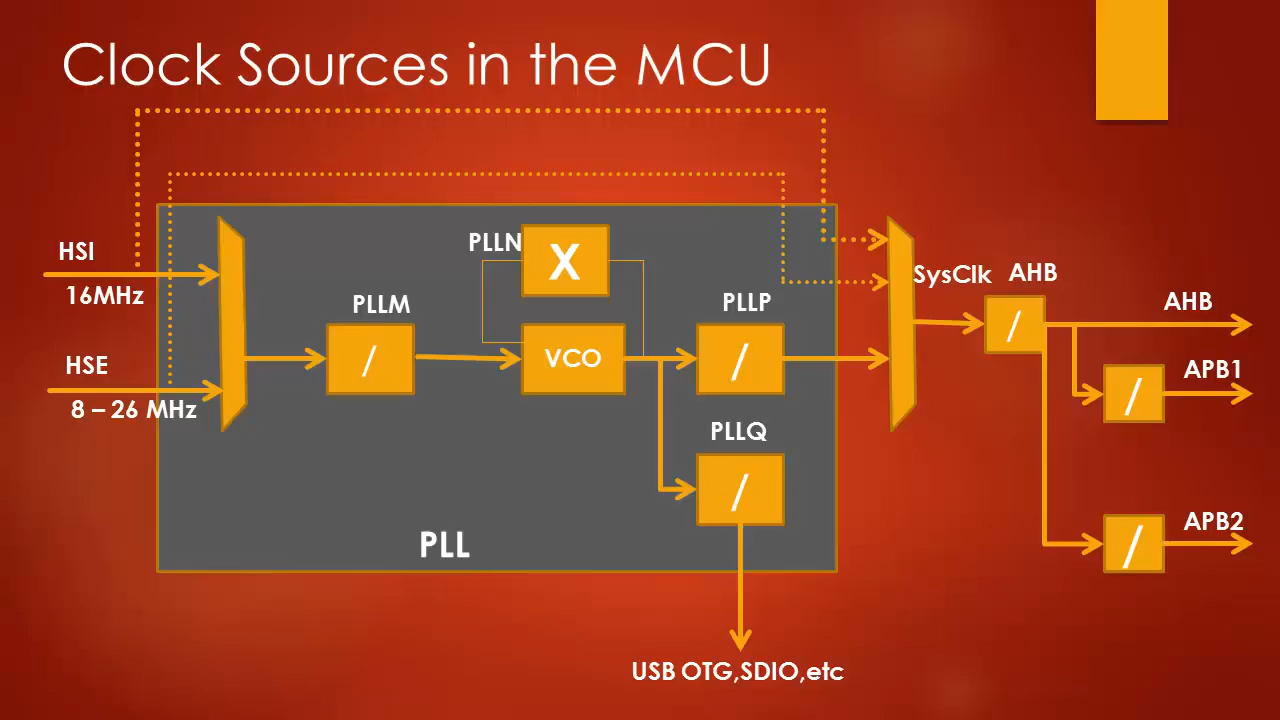 Clock Sources in the MCU
HSI
16MHz
HSE
8 – 26 MHz
PLLM
/
PLLN
X
VCO
PLLP
/
PLLQ
/
PLL
USB OTG,SDIO,etc
SysClk
AHB
/
AHB
APB1
/
APB2
/